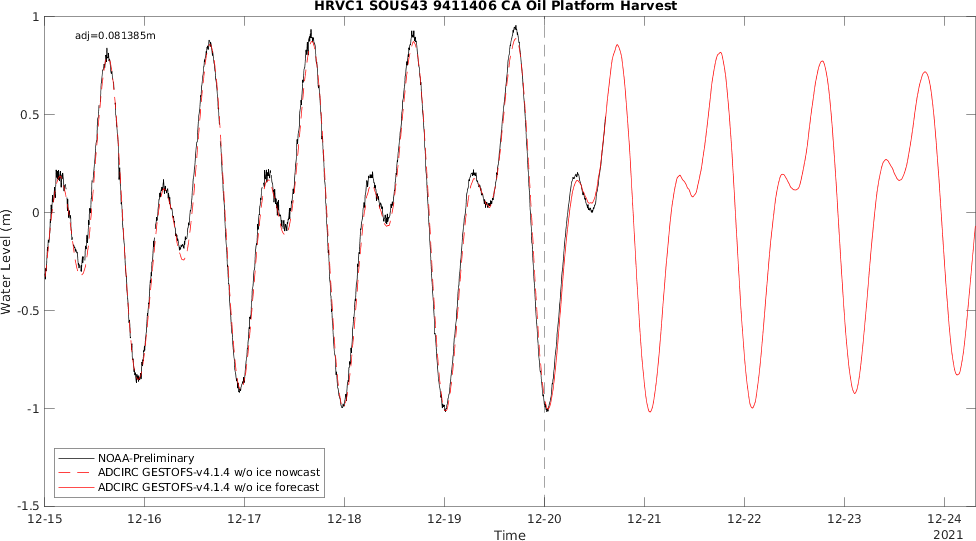 HRVC1 SOUS43 9411406 CA Oil Platform Harvest
adj=0.081385m
1
0.5
0
-0.5
-1
-1.5
Water Level (m)
NOAA-Preliminary
ADCIRC GESTOFS-v4.1.4 w/o ice nowcast
ADCIRC GESTOFS-v4.1.4 w/o ice forecast
12-15 12-16 12-17 12-18 12-19 12-20 12-21 12-22 12-23 12-24
Time
2021